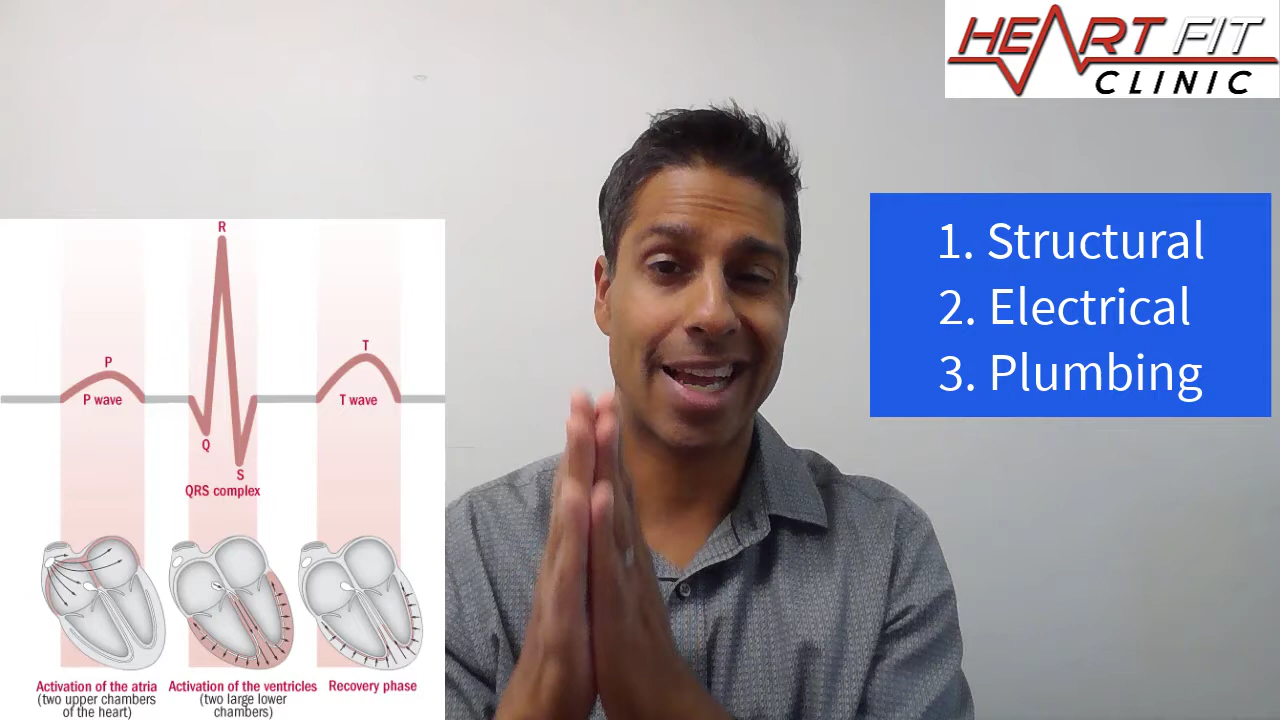 HEART FIT
CLINIC
1. Structural
2. Electrical
3. Plumbing
R
P
T
P wave
T wave
Q
S
QRS complex
Activation of the atria
(two upper chambers
of the heart)
Activation of the ventricles
(two large lower
chambers)
Recovery phase